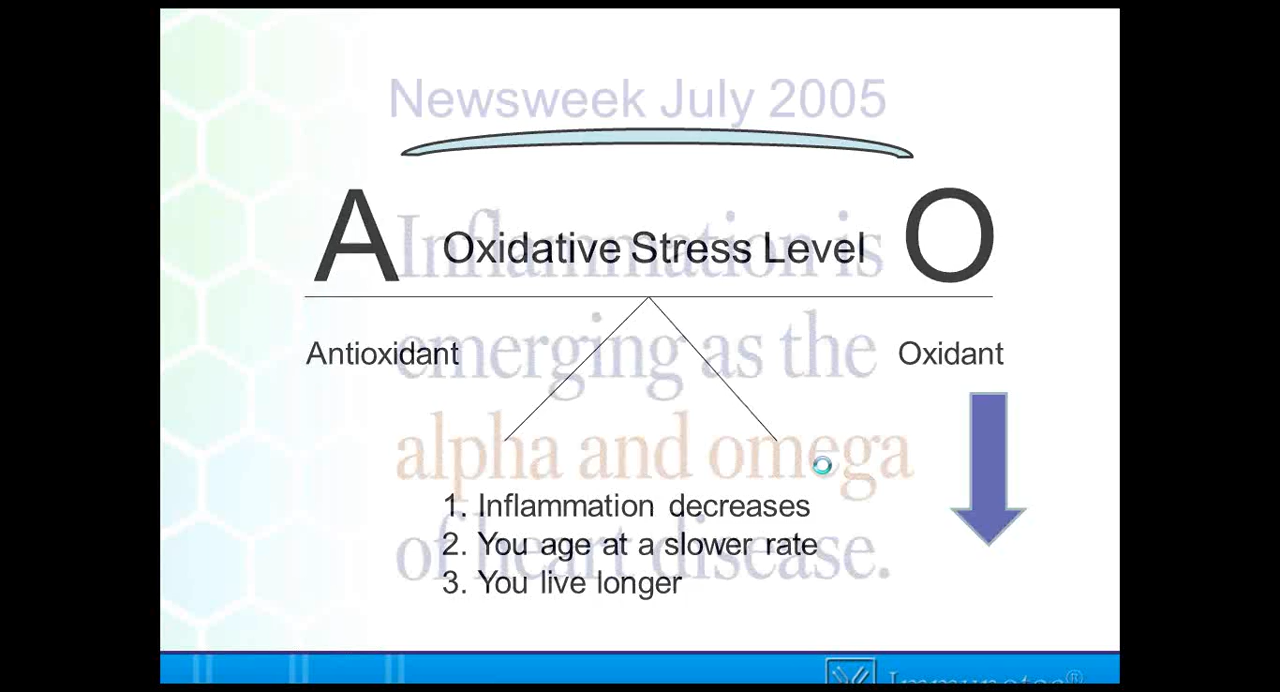 Newsweek July 2005
A Oxidative Stress Level O
Inflammation is
emerging as the
Antioxidant Oxidant
alpha and omega
1. Inflammation decreases
2. You age at a slower rate
of heart disease.
3. You live longer
Immunotec®